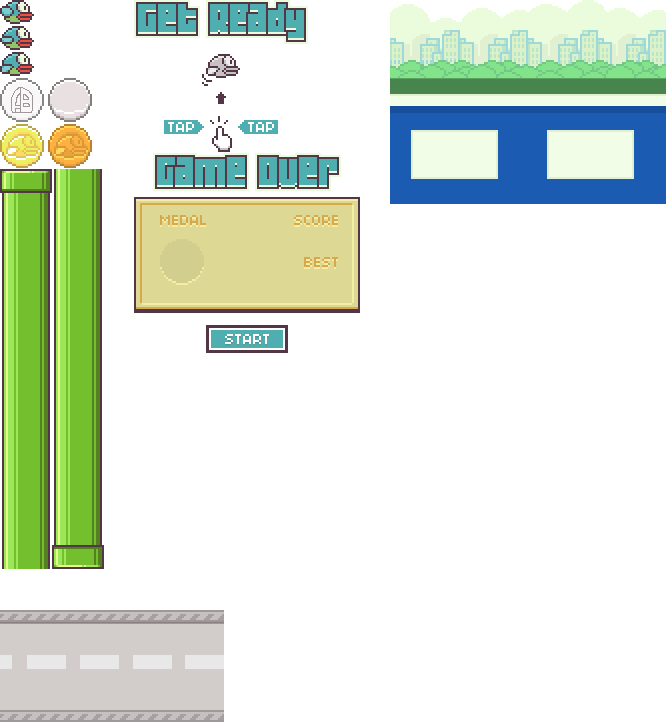 Get Ready
TAP TAP
Game Over
MEDAL SCORE
BEST
START